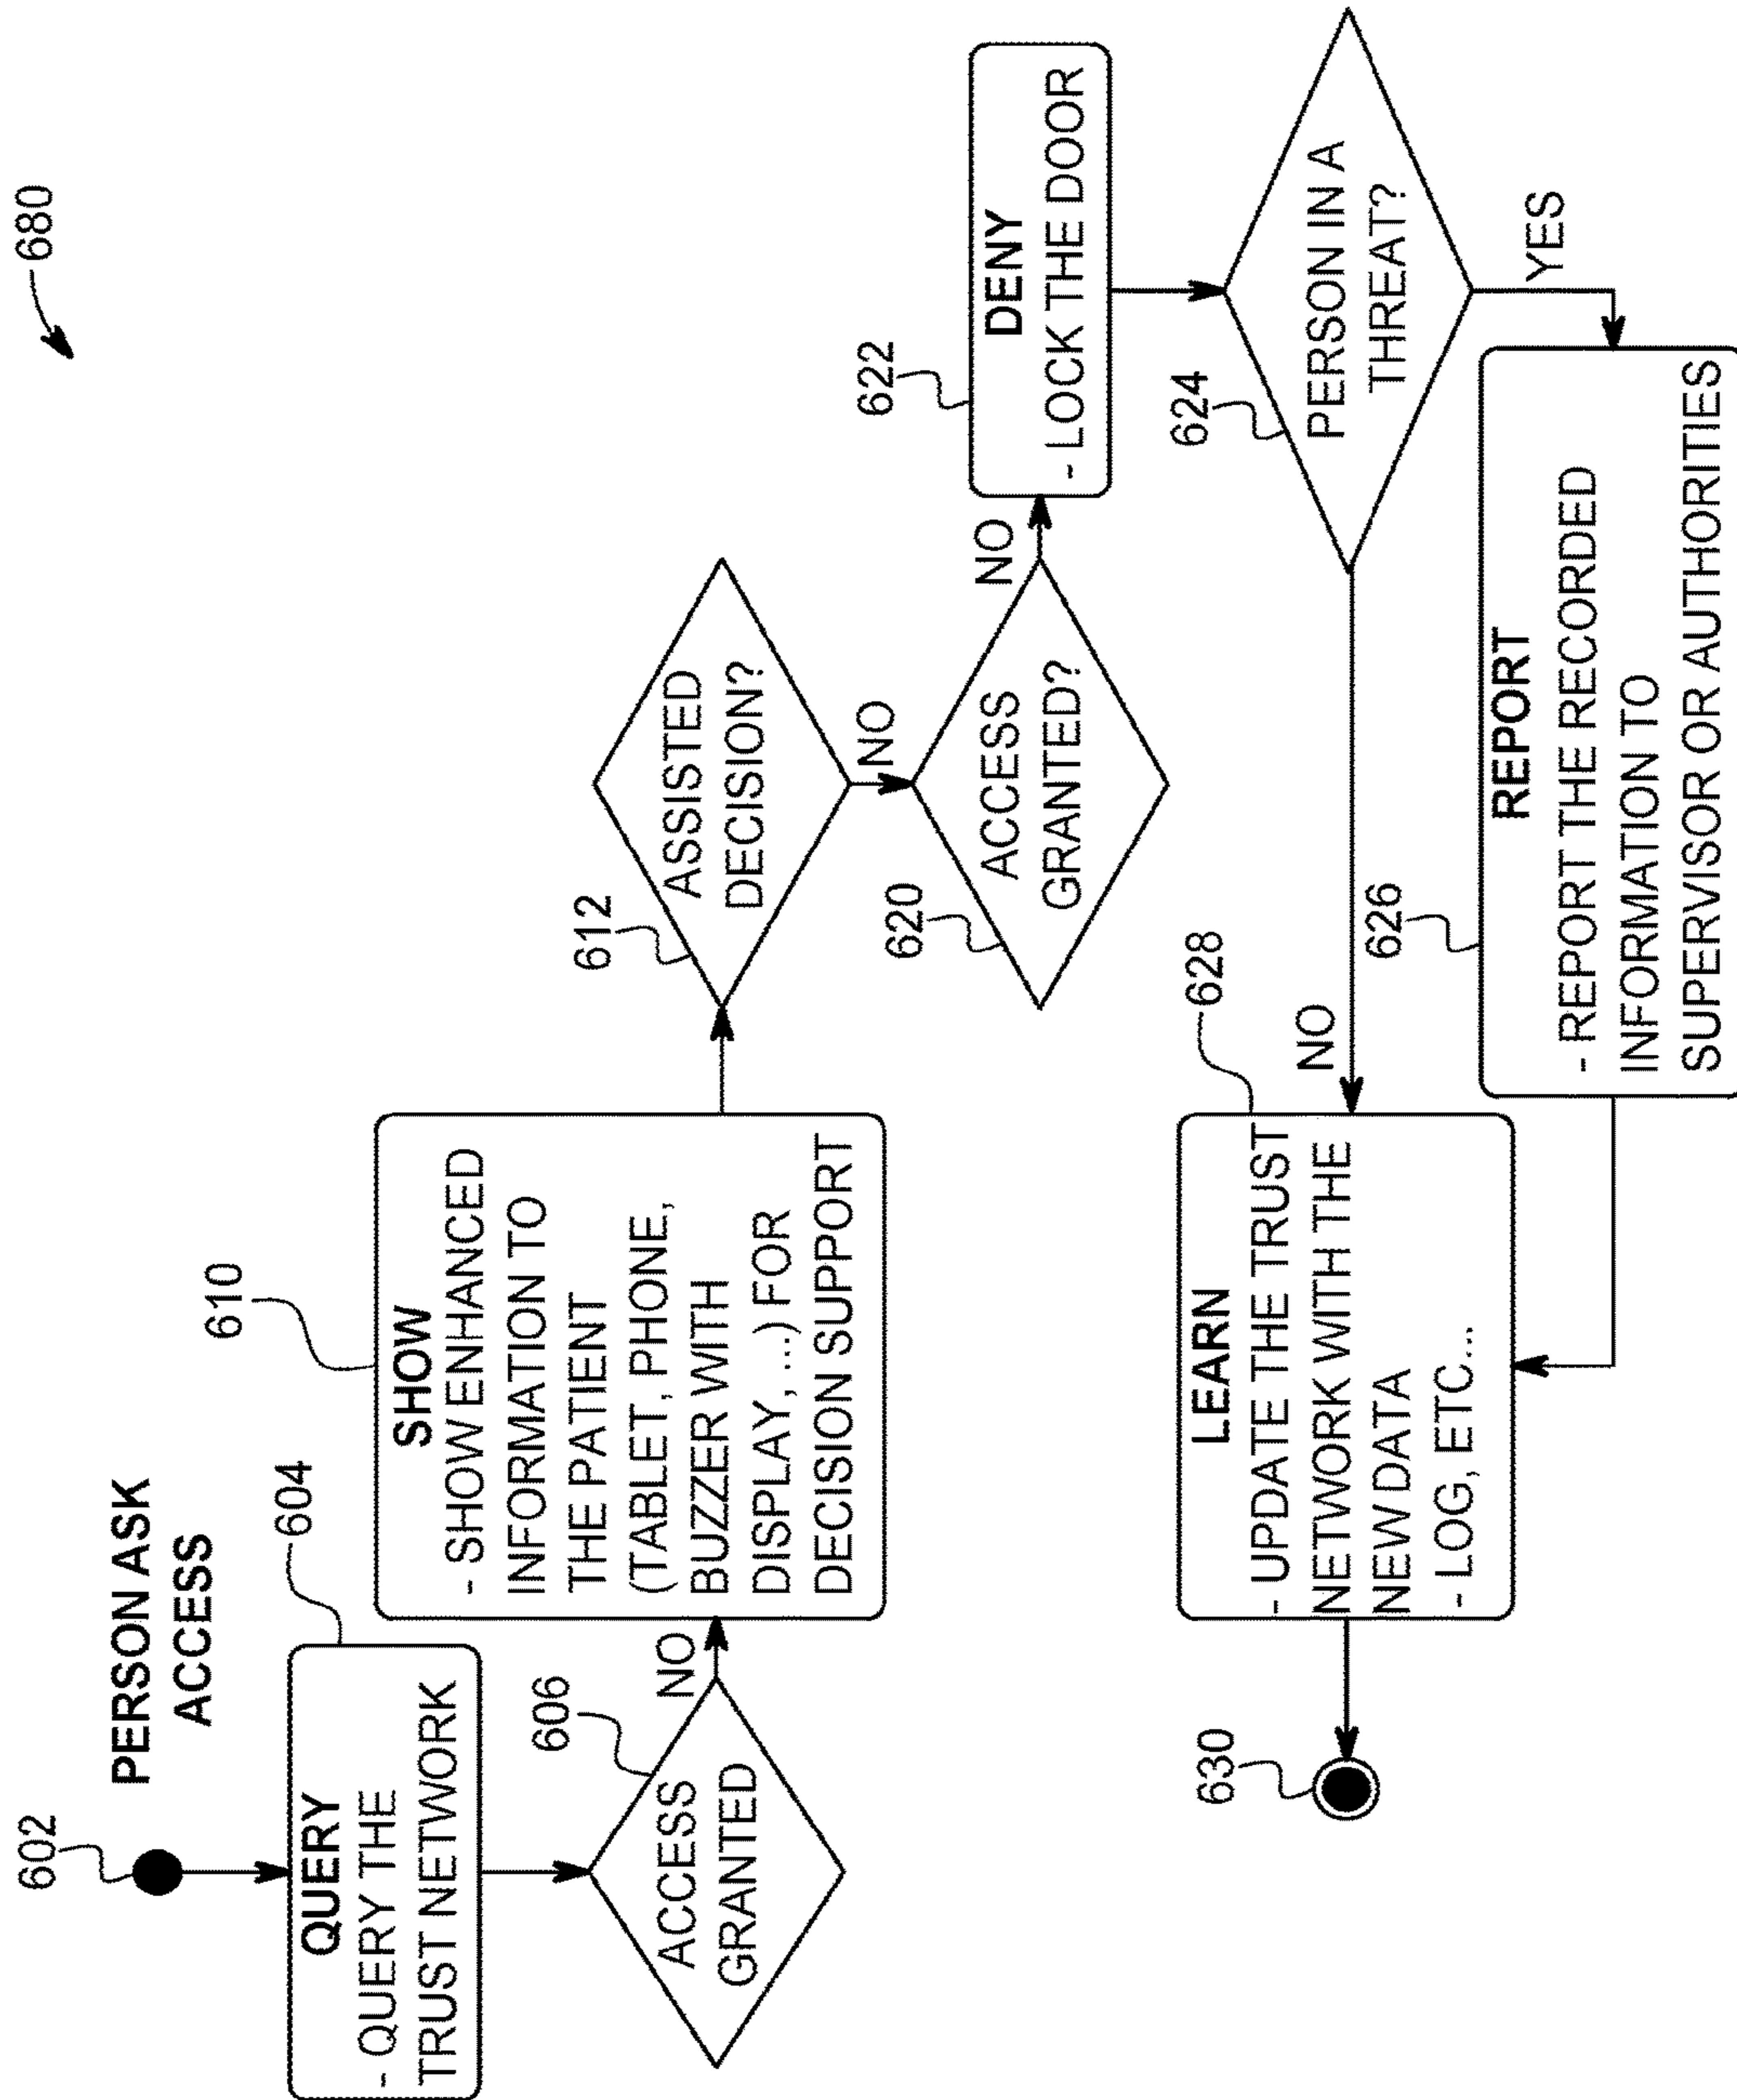 680
602
PERSON ASK
ACCESS
604
QUERY
- QUERY THE
TRUST NETWORK
606
ACCESS
GRANTED
NO
610
SHOW
- SHOW ENHANCED
INFORMATION TO
THE PATIENT
(TABLET, PHONE,
BUZZER WITH
DISPLAY, ...) FOR
DECISION SUPPORT
612
ASSISTED
DECISION?
NO
620
ACCESS
GRANTED?
NO
622
DENY
- LOCK THE DOOR
624
PERSON IN A
THREAT?
YES
NO
626
REPORT
- REPORT THE RECORDED
INFORMATION TO
SUPERVISOR OR AUTHORITIES
628
LEARN
- UPDATE THE TRUST
NETWORK WITH THE
NEW DATA
- LOG, ETC...
630